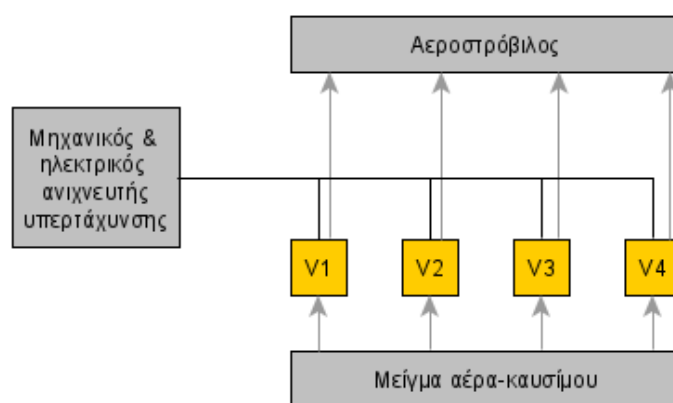 Αεροστρόβιλος
Μηχανικός &
ηλεκτρικός
ανιχνευτής
υπερτάχυνσης
V1
V2
V3
V4
Μείγμα αέρα-καυσίμου